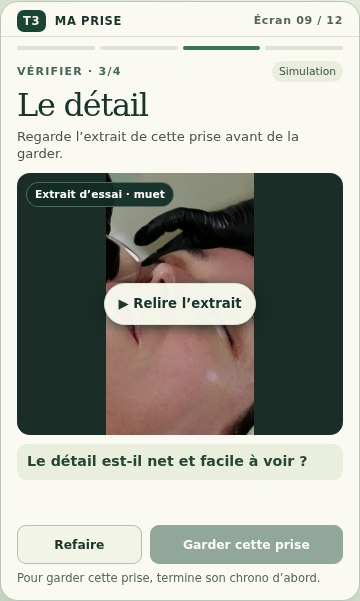 T3 MA PRISE
Écran 09 / 12
VÉRIFIER · 3/4
Simulation
Le détail
Regarde l’extrait de cette prise avant de la
garder.
Extrait d’essai · muet
▶ Relire l’extrait
Le détail est-il net et facile à voir ?
Refaire
Garder cette prise
Pour garder cette prise, termine son chrono d’abord.